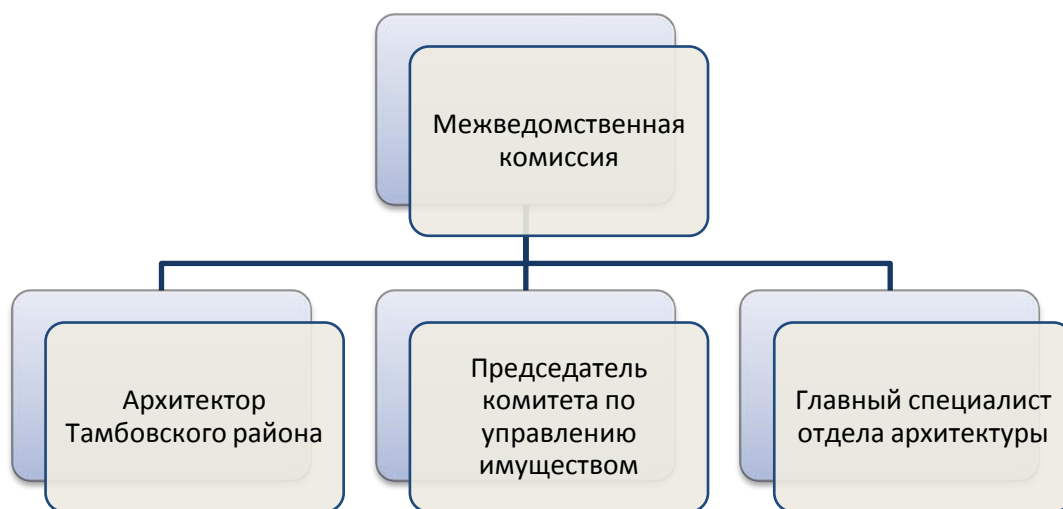 Межведомственная
комиссия
Архитектор
Тамбовского района
Председатель
комитета по
управлению
имуществом
Главный специалист
отдела архитектуры